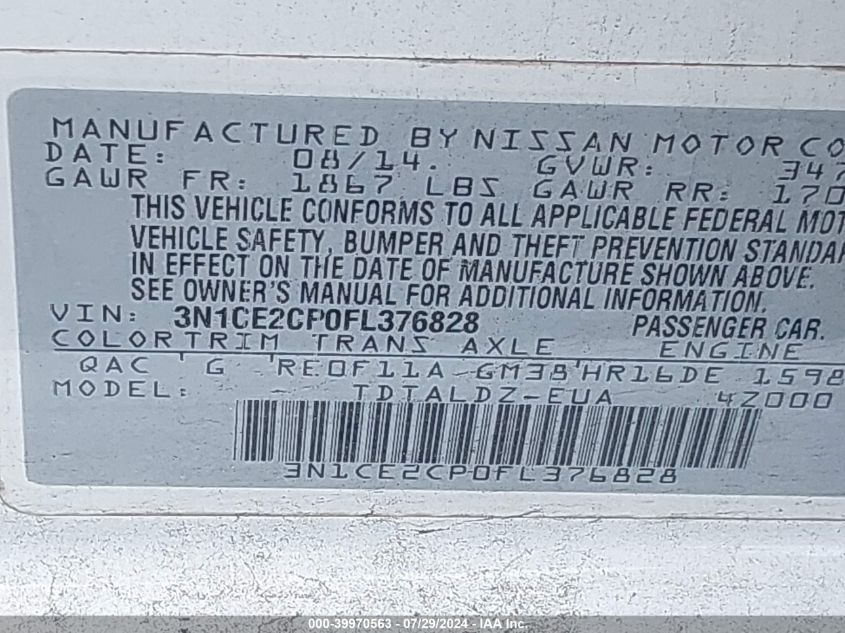 MANUFACTURED BY NISSAN MOTOR CO
DATE: 08/14. GVWR: 347
GAWR FR: 1867 LBS GAWR RR: 170
THIS VEHICLE CONFORMS TO ALL APPLICABLE FEDERAL MOT
VEHICLE SAFETY, BUMPER AND THEFT PREVENTION STANDAR
IN EFFECT ON THE DATE OF MANUFACTURE SHOWN ABOVE.
SEE OWNER'S MANUAL FOR ADDITIONAL INFORMATION.
VIN: 3N1CE2CP0FL376828 PASSENGER CAR.
COLOR TRIM TRANS AXLE ENGINE
QAC ' G ' RE0F11A GM38 ' HR16DE 1598
MODEL: TDTALDZ-EUA 4Z000
3N1CE2CP0FL376828
000-39970563 - 07/29/2024 - IAA Inc.